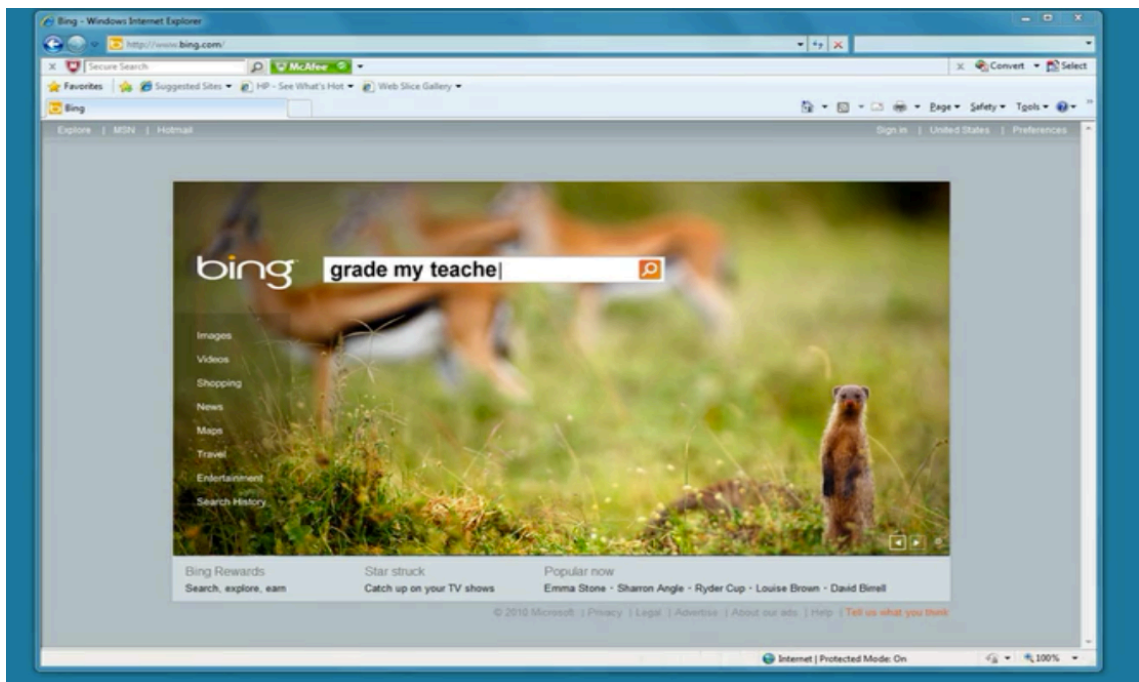 Bing - Windows Internet Explorer
http://www.bing.com/
x Secure Search McAfee x Convert Select
Favorites Suggested Sites HP - See What's Hot Web Slice Gallery
Bing Page Safety Tools
Explore | MSN | Hotmail Sign in | United States | Preferences
bing grade my teache
Images
Videos
Shopping
News
Maps
Travel
Entertainment
Search History
Bing Rewards Star struck Popular now
Search, explore, earn Catch up on your TV shows Emma Stone · Sharron Angle · Ryder Cup · Louise Brown · David Birrell
© 2010 Microsoft | Privacy | Legal | Advertise | About our ads | Help | Tell us what you think
Internet | Protected Mode: On 100%